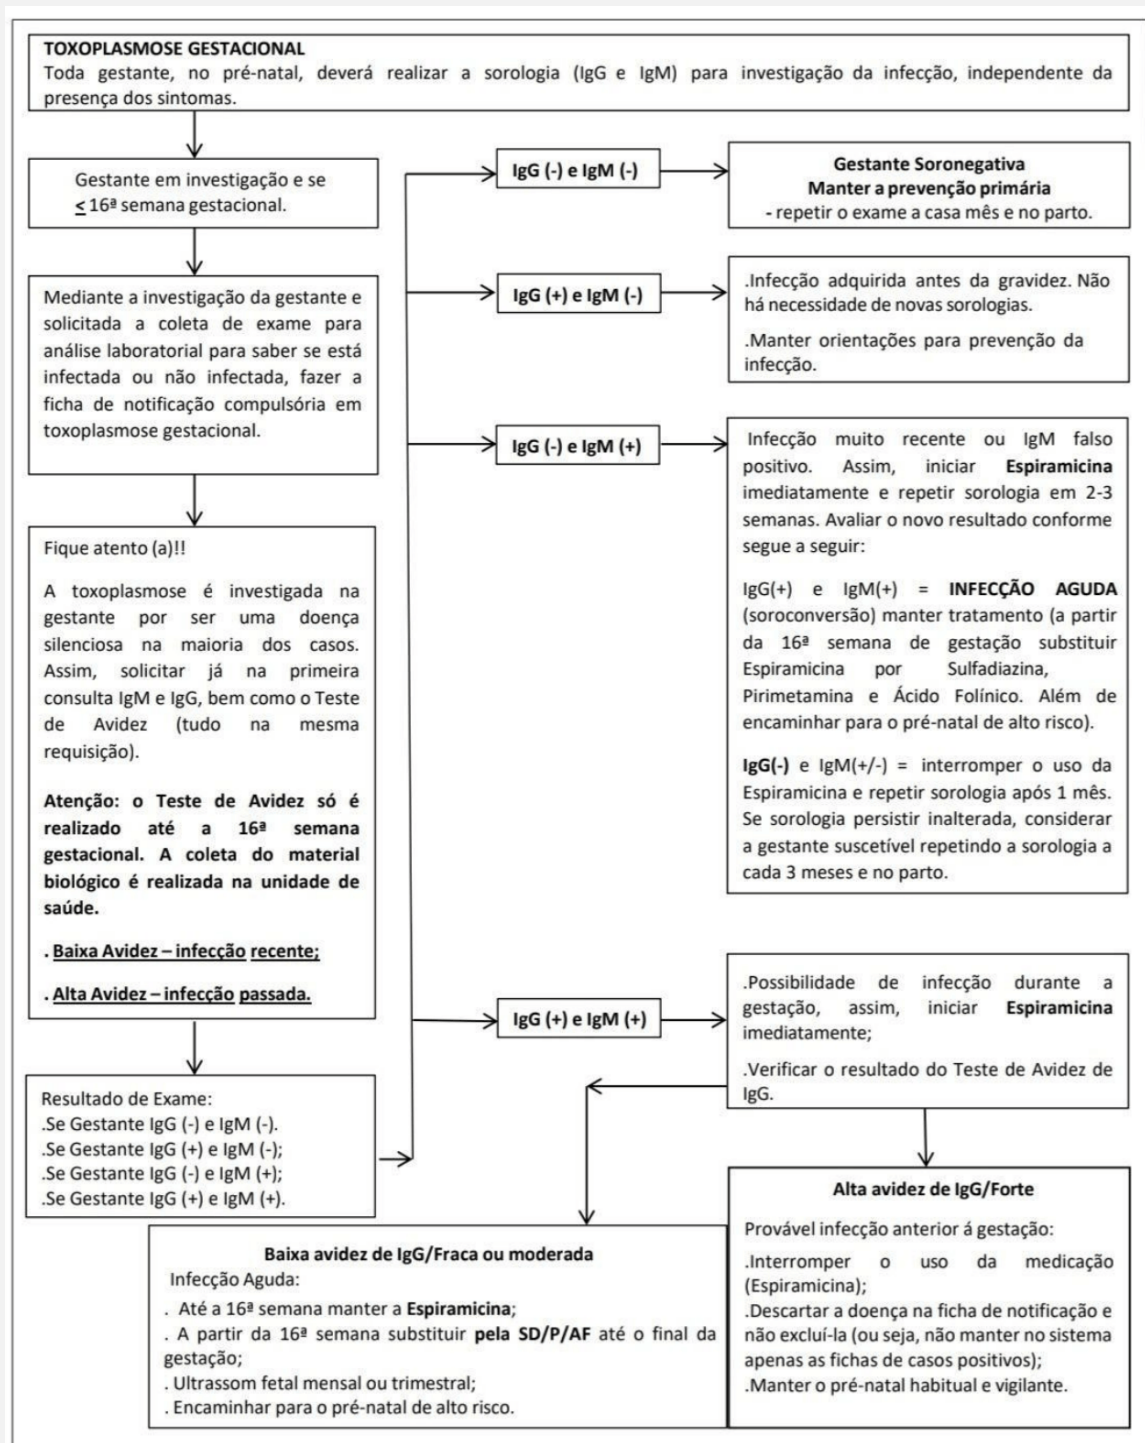 TOXOPLASMOSE GESTACIONAL
Toda gestante, no pré-natal, deverá realizar a sorologia (IgG e IgM) para investigação da infecção, independente da
presença dos sintomas.
Gestante em investigação e se
≤ 16ª semana gestacional.
Mediante a investigação da gestante e
solicitada a coleta de exame para
análise laboratorial para saber se está
infectada ou não infectada, fazer a
ficha de notificação compulsória em
toxoplasmose gestacional.
Fique atento (a)!!
A toxoplasmose é investigada na
gestante por ser uma doença
silenciosa na maioria dos casos.
Assim, solicitar já na primeira
consulta IgM e IgG, bem como o Teste
de Avidez (tudo na mesma
requisição).
Atenção: o Teste de Avidez só é
realizado até a 16ª semana
gestacional. A coleta do material
biológico é realizada na unidade de
saúde.
. Baixa Avidez – infecção recente;
. Alta Avidez – infecção passada.
Resultado de Exame:
.Se Gestante IgG (-) e IgM (-).
.Se Gestante IgG (+) e IgM (-);
.Se Gestante IgG (-) e IgM (+);
.Se Gestante IgG (+) e IgM (+).
IgG (-) e IgM (-)
Gestante Soronegativa
Manter a prevenção primária
- repetir o exame a casa mês e no parto.
IgG (+) e IgM (-)
.Infecção adquirida antes da gravidez. Não
há necessidade de novas sorologias.
.Manter orientações para prevenção da
infecção.
IgG (-) e IgM (+)
Infecção muito recente ou IgM falso
positivo. Assim, iniciar Espiramicina
imediatamente e repetir sorologia em 2-3
semanas. Avaliar o novo resultado conforme
segue a seguir:
IgG(+) e IgM(+) = INFECÇÃO AGUDA
(soroconversão) manter tratamento (a partir
da 16ª semana de gestação substituir
Espiramicina por Sulfadiazina,
Pirimetamina e Ácido Folínico. Além de
encaminhar para o pré-natal de alto risco).
IgG(-) e IgM(+/-) = interromper o uso da
Espiramicina e repetir sorologia após 1 mês.
Se sorologia persistir inalterada, considerar
a gestante suscetível repetindo a sorologia a
cada 3 meses e no parto.
IgG (+) e IgM (+)
.Possibilidade de infecção durante a
gestação, assim, iniciar Espiramicina
imediatamente;
.Verificar o resultado do Teste de Avidez de
IgG.
Baixa avidez de IgG/Fraca ou moderada
Infecção Aguda:
. Até a 16ª semana manter a Espiramicina;
. A partir da 16ª semana substituir pela SD/P/AF até o final da
gestação;
. Ultrassom fetal mensal ou trimestral;
. Encaminhar para o pré-natal de alto risco.
Alta avidez de IgG/Forte
Provável infecção anterior á gestação:
.Interromper o uso da medicação
(Espiramicina);
.Descartar a doença na ficha de notificação e
não excluí-la (ou seja, não manter no sistema
apenas as fichas de casos positivos);
.Manter o pré-natal habitual e vigilante.